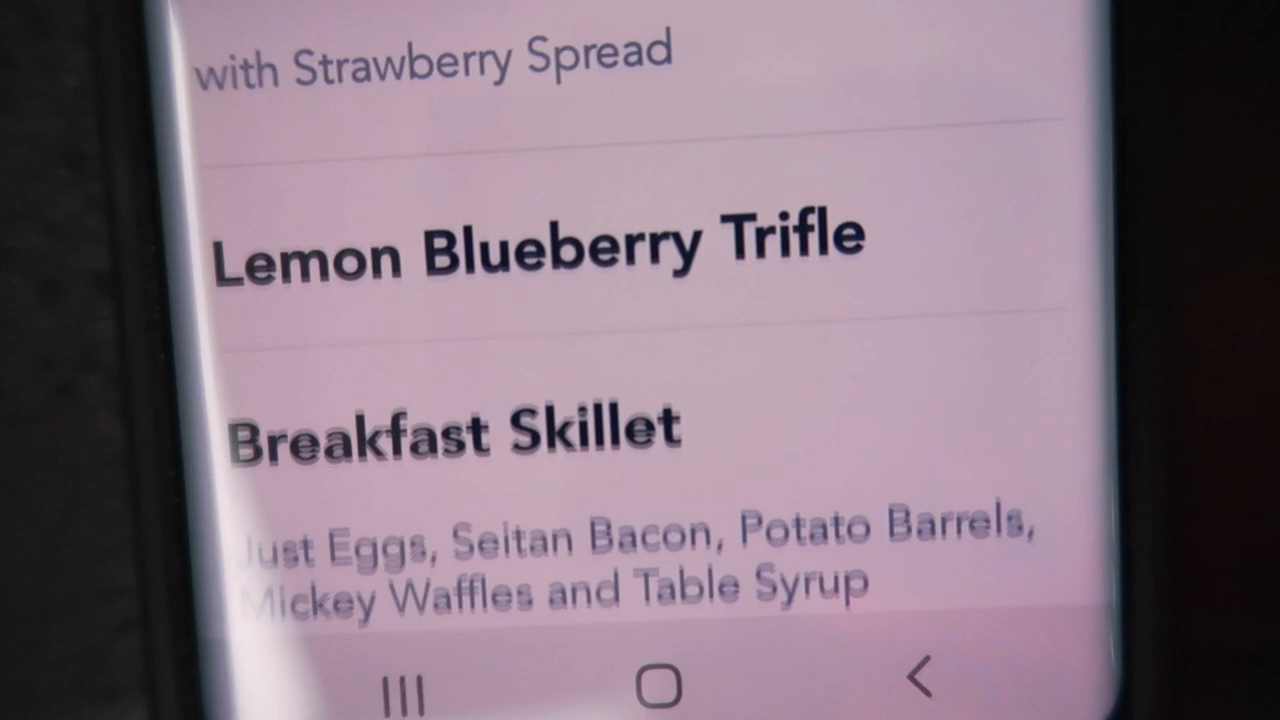 with Strawberry Spread
Lemon Blueberry Trifle
Breakfast Skillet
Just Eggs, Seitan Bacon, Potato Barrels,
Mickey Waffles and Table Syrup